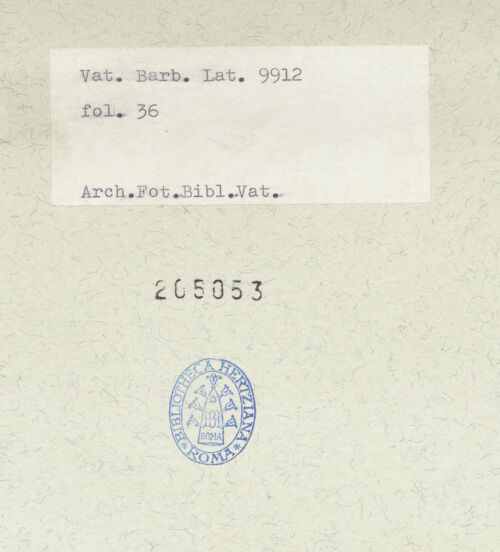 Vat. Barb. Lat. 9912
fol. 36
Arch.Fot.Bibl.Vat.
205053
BIBLIOTHECA HERTZIANA
ROMA
*ROMA*